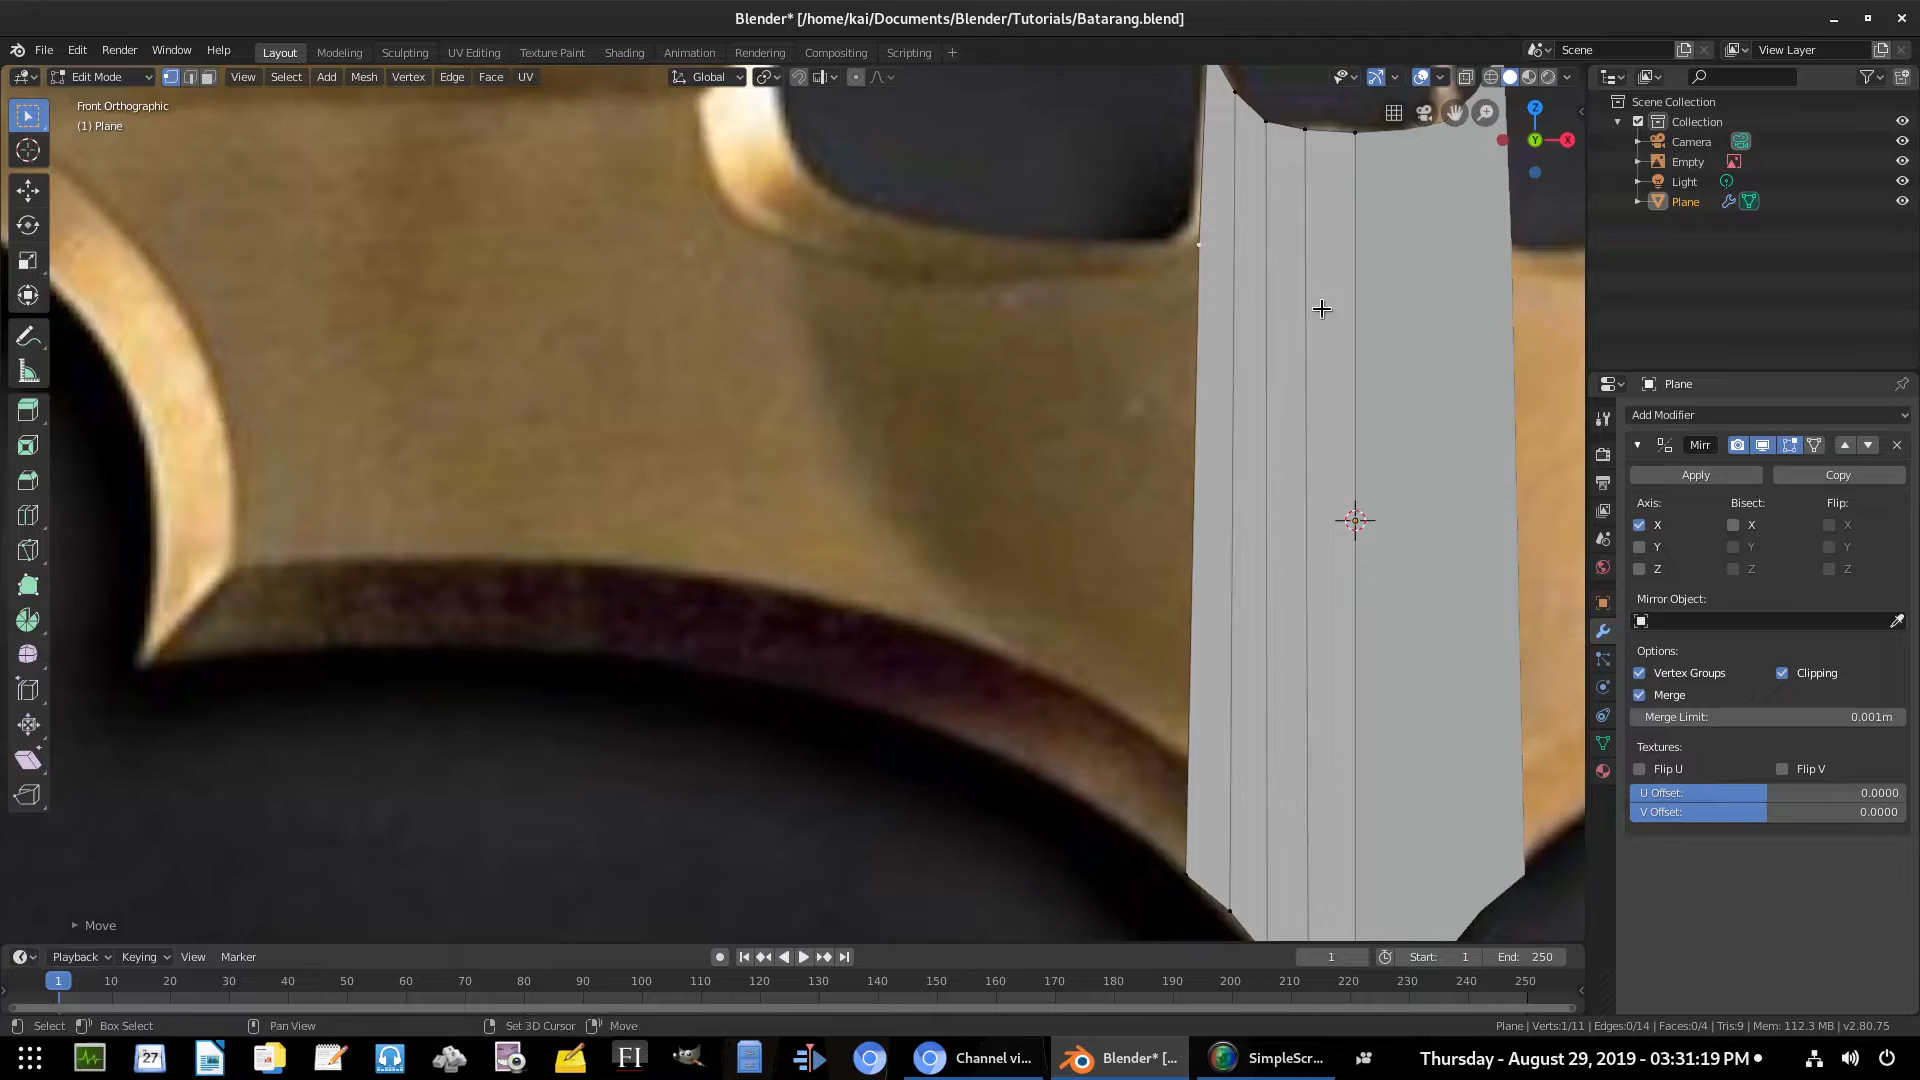 Blender* [/home/kai/Documents/Blender/Tutorials/Batarang.blend]
File Edit Render Window Help
Layout Modeling Sculpting UV Editing Texture Paint Shading Animation Rendering Compositing Scripting
Scene
View Layer
Edit Mode
View Select Add Mesh Vertex Edge Face UV
Global
Front Orthographic
(1) Plane
Z
Y
X
Move
Scene Collection
Collection
Camera
Empty
Light
Plane
Plane
Add Modifier
Mirr
Apply Copy
Axis: Bisect: Flip:
X X X
Y Y Y
Z Z Z
Mirror Object:
Options:
Vertex Groups Clipping
Merge
Merge Limit: 0.001m
Textures:
Flip U Flip V
U Offset: 0.0000
V Offset: 0.0000
Playback Keying View Marker
1
Start: 1
End: 250
1 10 20 30 40 50 60 70 80 90 100 110 120 130 140 150 160 170 180 190 200 210 220 230 240 250
Select Box Select Pan View Set 3D Cursor Move
Plane | Verts:1/11 | Edges:0/14 | Faces:0/4 | Tris:9 | Mem: 112.3 MB | v2.80.75
27
FI
Channel vi...
Blender* [...
SimpleScr...
Thursday - August 29, 2019 - 03:31:19 PM